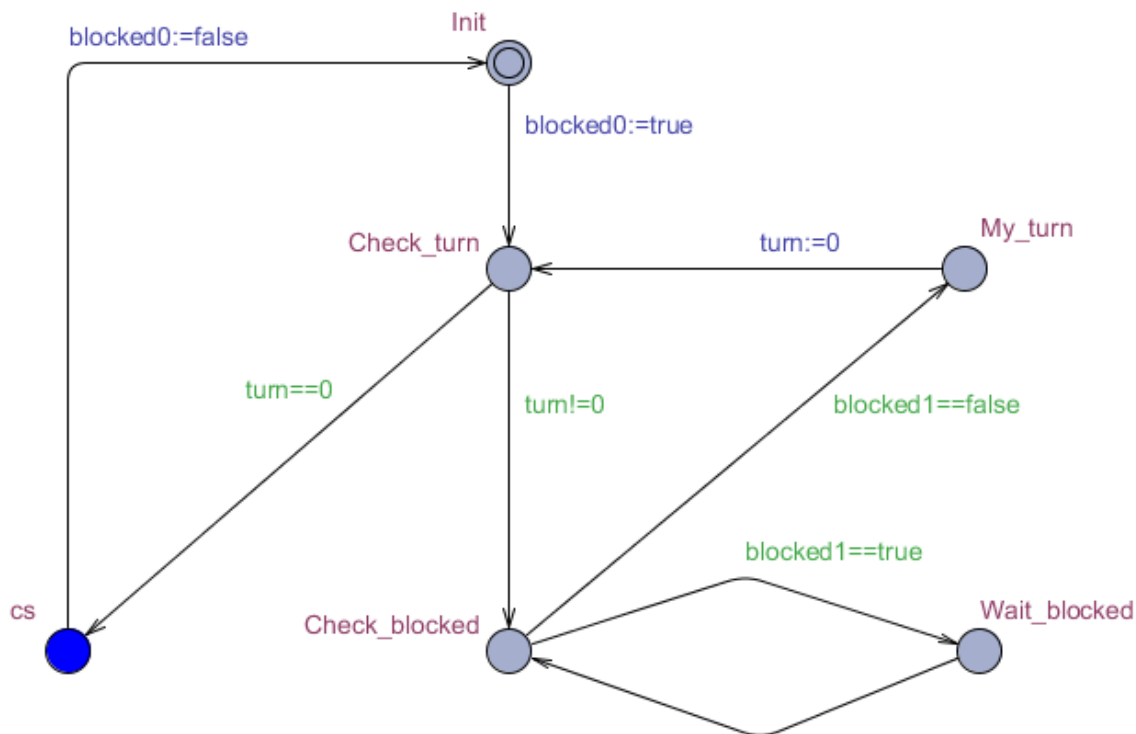 Init
blocked0:=false
blocked0:=true
Check_turn
My_turn
turn:=0
turn==0
turn!=0
blocked1==false
blocked1==true
cs
Check_blocked
Wait_blocked